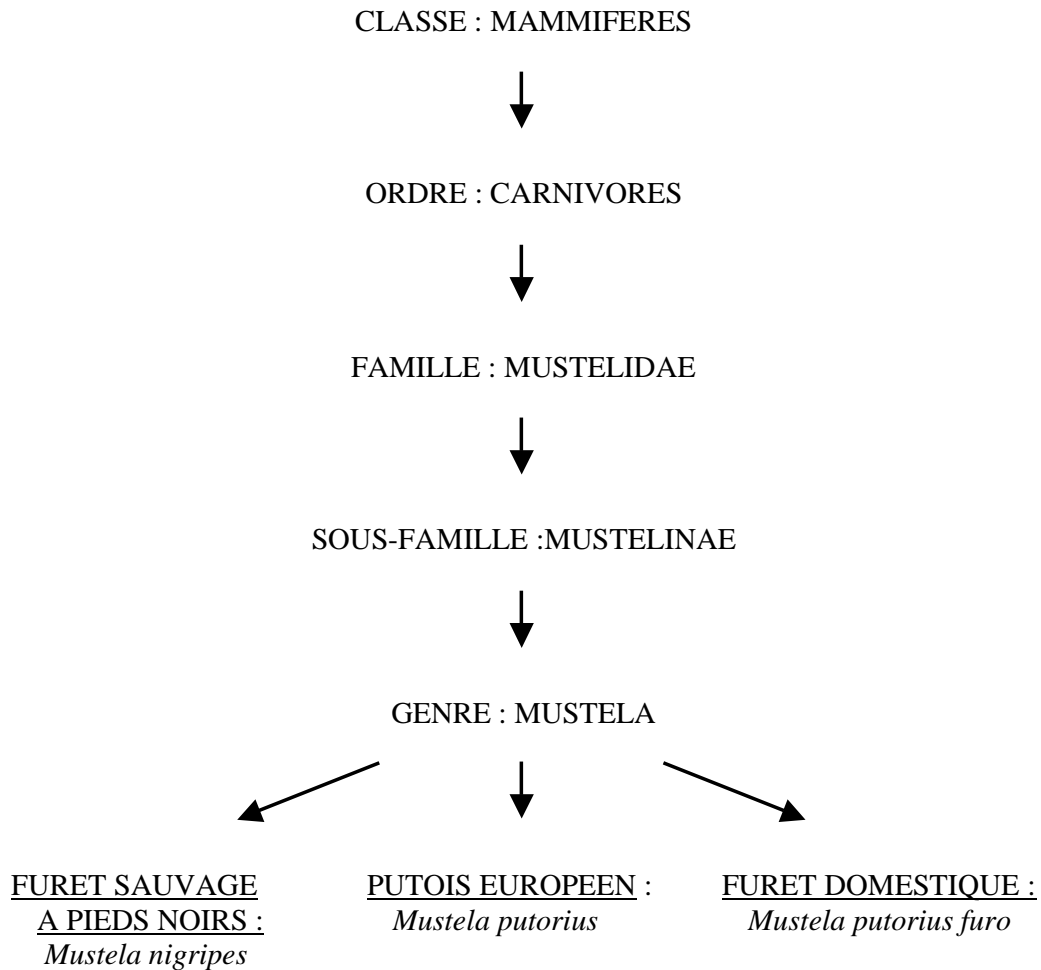 CLASSE : MAMMIFERES
ORDRE : CARNIVORES
FAMILLE : MUSTELIDAE
SOUS-FAMILLE :MUSTELINAE
GENRE : MUSTELA
FURET SAUVAGE
A PIEDS NOIRS :
Mustela nigripes
PUTOIS EUROPEEN :
Mustela putorius
FURET DOMESTIQUE :
Mustela putorius furo